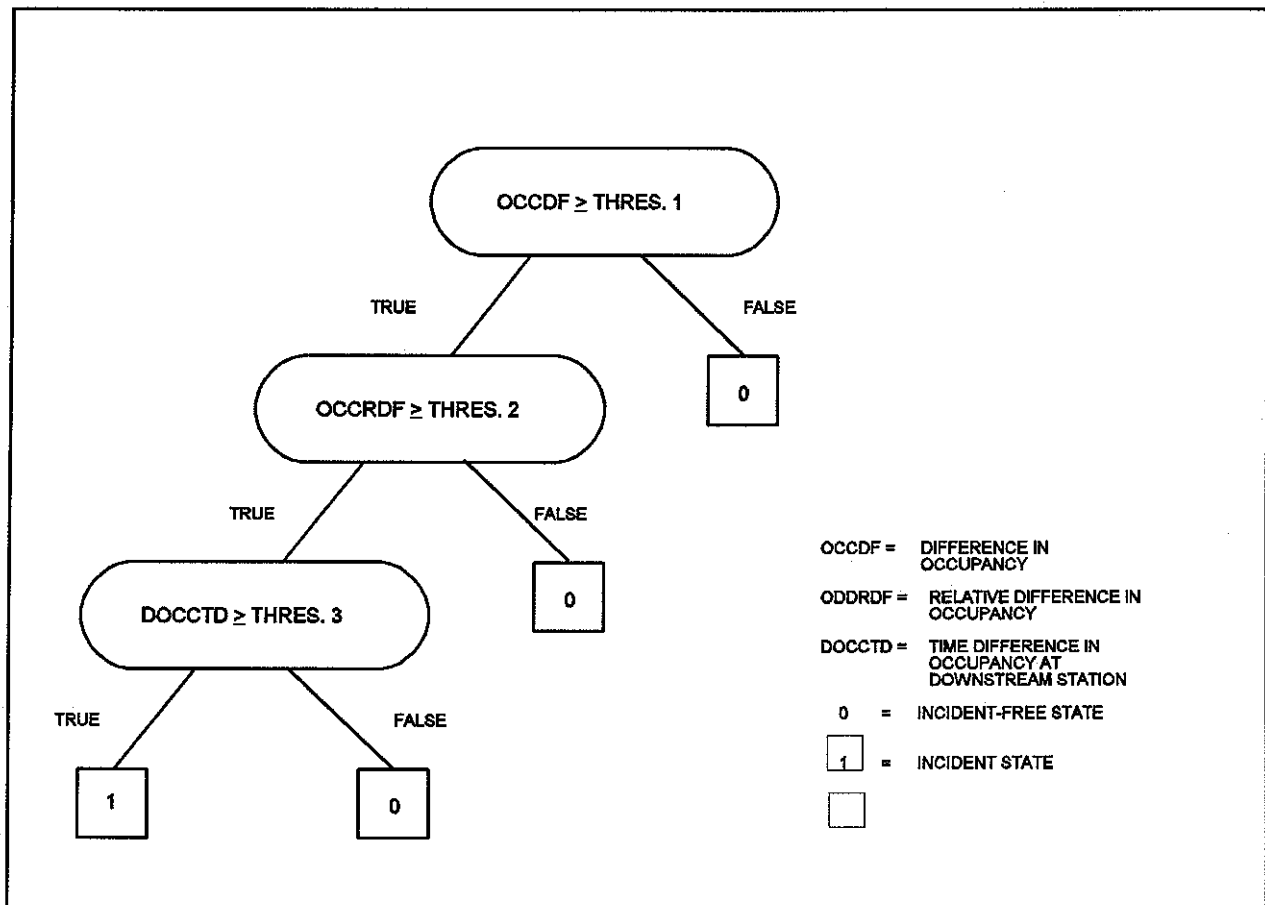 OCCDF ≥ THRES. 1
TRUE
FALSE
0
OCCRDF ≥ THRES. 2
TRUE
FALSE
0
DOCCTD ≥ THRES. 3
TRUE
FALSE
1
0
OCCDF = DIFFERENCE IN
OCCUPANCY
ODDRDF = RELATIVE DIFFERENCE IN
OCCUPANCY
DOCCTD = TIME DIFFERENCE IN
OCCUPANCY AT
DOWNSTREAM STATION
0 = INCIDENT-FREE STATE
1 = INCIDENT STATE